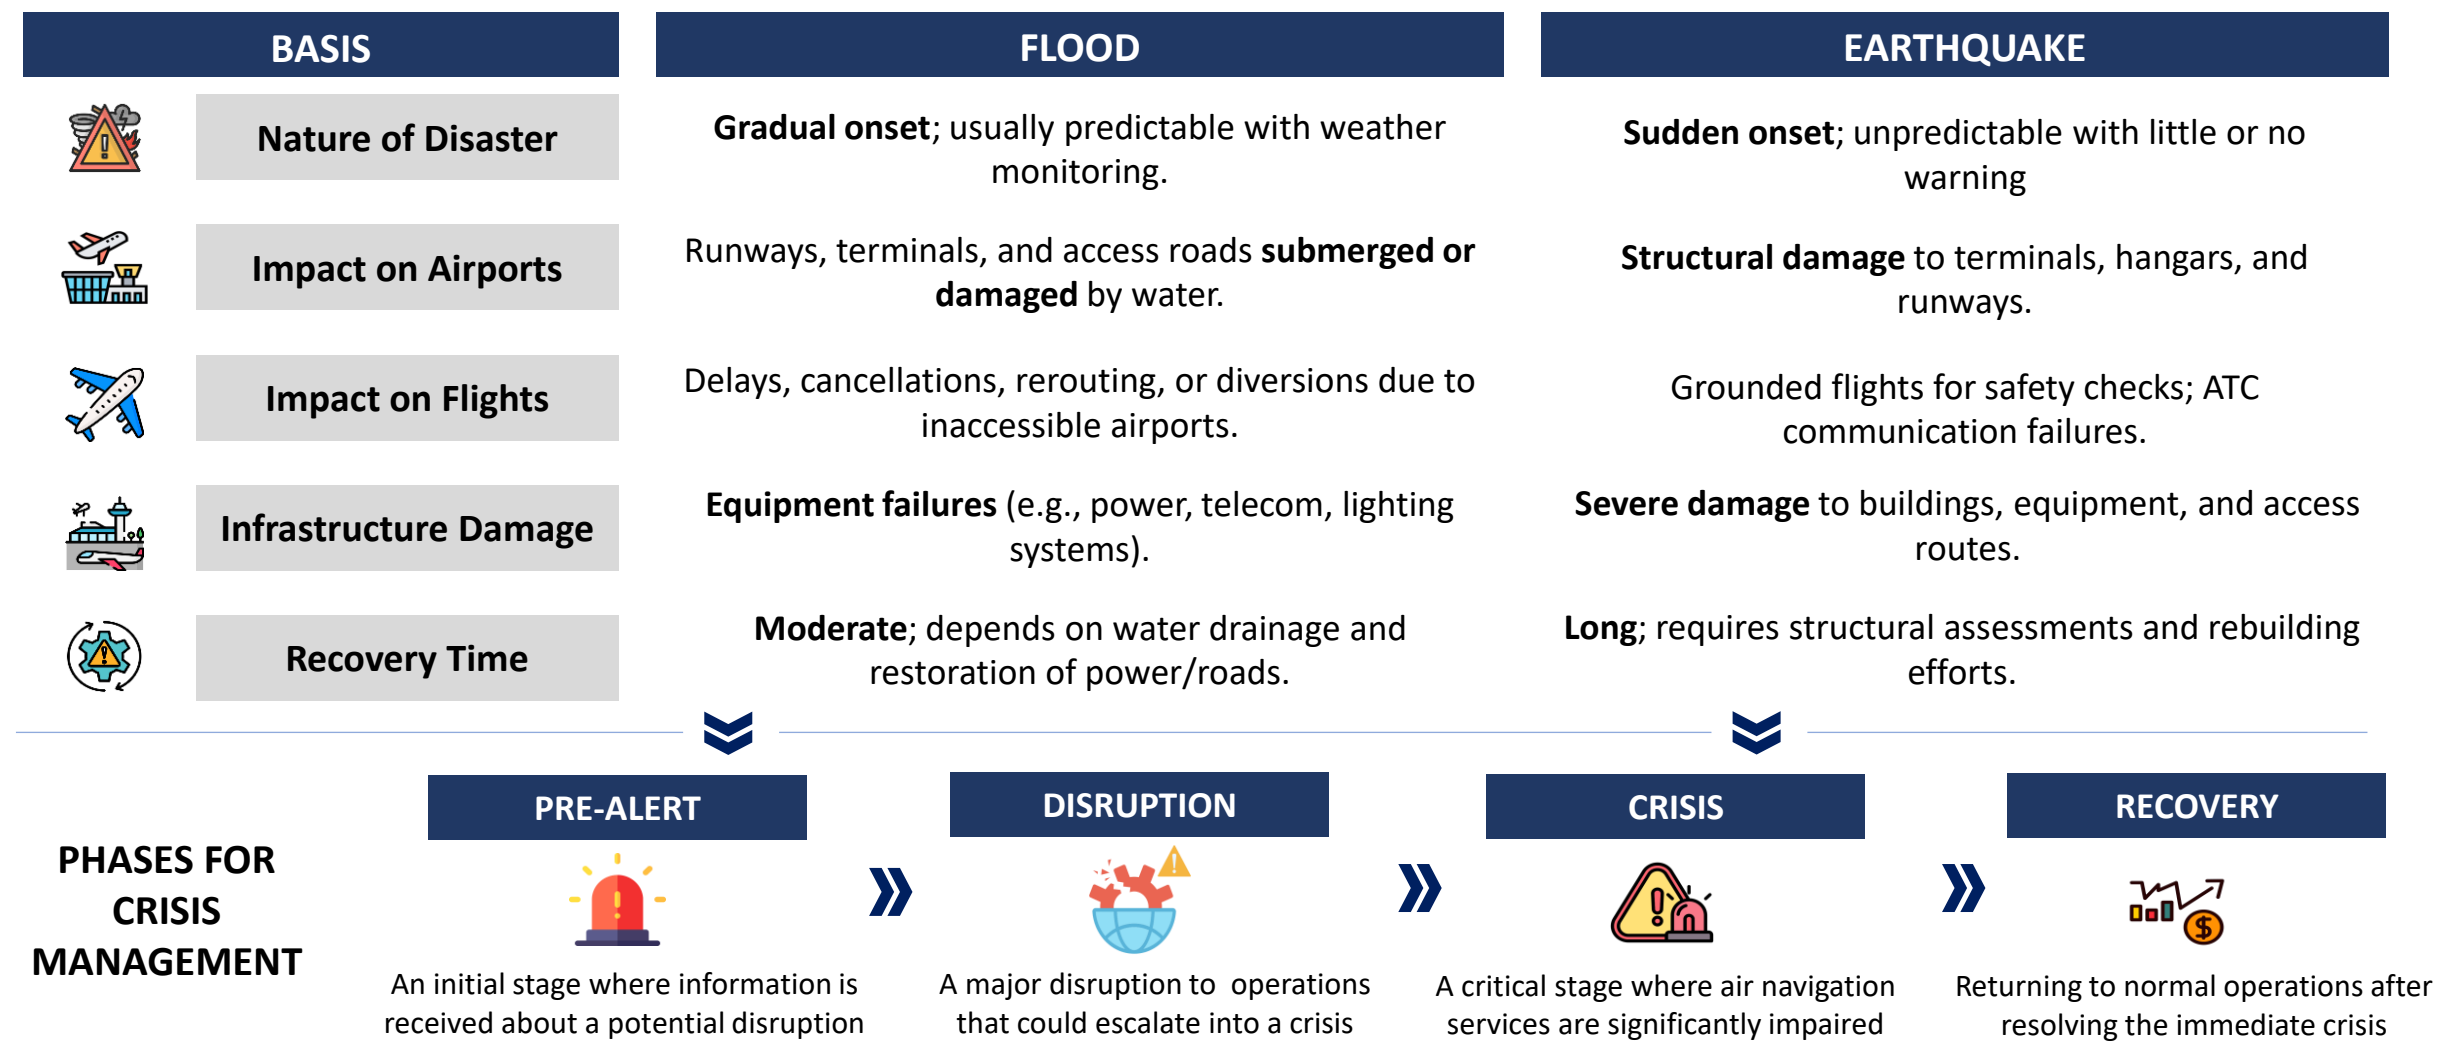 BASIS
FLOOD
EARTHQUAKE
Nature of Disaster
Gradual onset; usually predictable with weather
monitoring.
Sudden onset; unpredictable with little or no
warning
Impact on Airports
Runways, terminals, and access roads submerged or
damaged by water.
Structural damage to terminals, hangars, and
runways.
Impact on Flights
Delays, cancellations, rerouting, or diversions due to
inaccessible airports.
Grounded flights for safety checks; ATC
communication failures.
Infrastructure Damage
Equipment failures (e.g., power, telecom, lighting
systems).
Severe damage to buildings, equipment, and access
routes.
Recovery Time
Moderate; depends on water drainage and
restoration of power/roads.
Long; requires structural assessments and rebuilding
efforts.
PHASES FOR
CRISIS
MANAGEMENT
PRE-ALERT
An initial stage where information is
received about a potential disruption
DISRUPTION
A major disruption to operations
that could escalate into a crisis
CRISIS
A critical stage where air navigation
services are significantly impaired
RECOVERY
Returning to normal operations after
resolving the immediate crisis